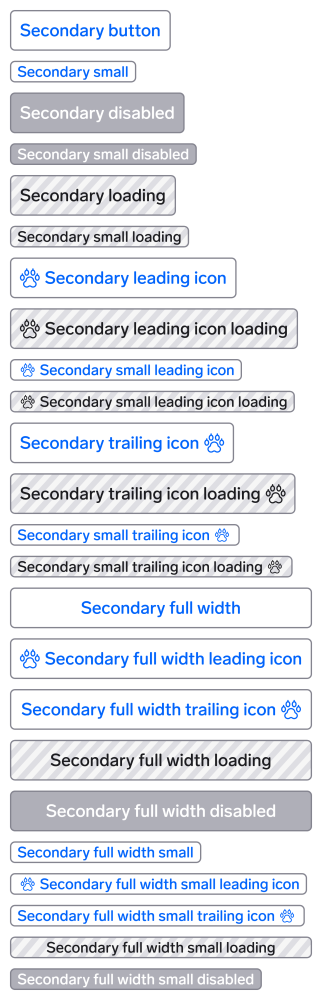 Secondary button
Secondary small
Secondary disabled
Secondary small disabled
Secondary loading
Secondary small loading
Secondary leading icon
Secondary leading icon loading
Secondary small leading icon
Secondary small leading icon loading
Secondary trailing icon
Secondary trailing icon loading
Secondary small trailing icon
Secondary small trailing icon loading
Secondary full width
Secondary full width leading icon
Secondary full width trailing icon
Secondary full width loading
Secondary full width disabled
Secondary full width small
Secondary full width small leading icon
Secondary full width small trailing icon
Secondary full width small loading
Secondary full width small disabled